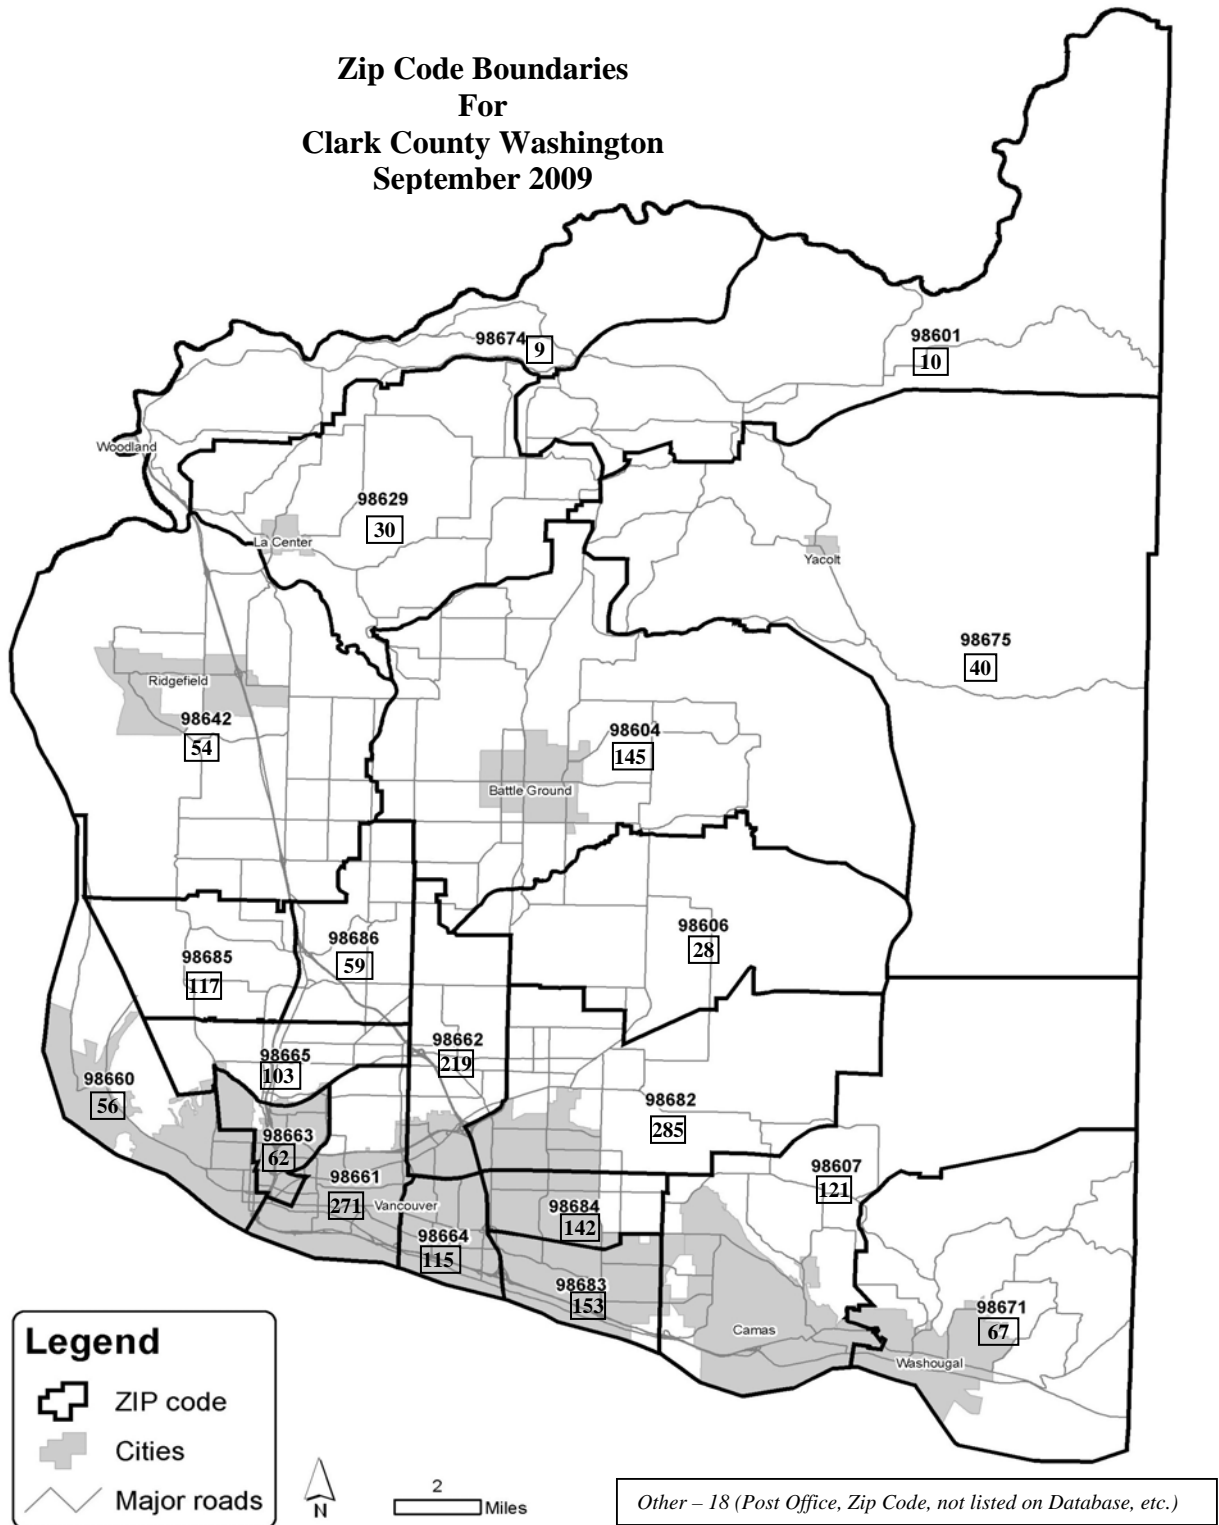 Zip Code Boundaries
For
Clark County Washington
September 2009
98674
9
98601
10
Woodland
98629
30
La Center
Yacolt
98675
40
Ridgefield
98642
54
98604
145
Battle Ground
98606
28
98686
59
98685
117
98662
219
98665
103
98660
56
98682
285
98663
62
98607
121
98661
271
Vancouver
98684
142
98664
115
98683
153
98671
67
Camas
Washougal
Legend
ZIP code
Cities
Major roads
N
2
Miles
Other – 18 (Post Office, Zip Code, not listed on Database, etc.)